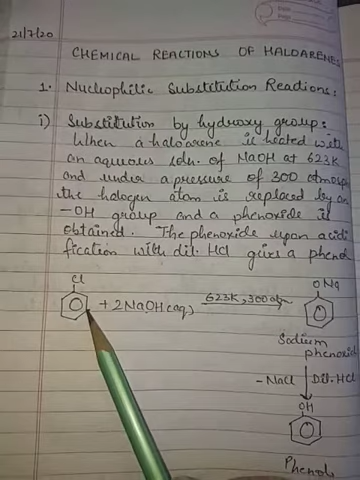 21/7/20
CHEMICAL REACTIONS OF HALOARENES
1. Nucleophilic Substitution Reactions:
i) Substitution by hydroxy group:
When a haloarene is heated with
an aqueous soln. of NaOH at 623K
and under a pressure of 300 atmosp
the halogen atom is replaced by an
-OH group and a phenoxide is
obtained. The phenoxide upon acidi
fication with dil. HCl gives a phenol
Cl
ONa
+ 2NaOH(aq) 623K, 300 atm
Sodium
phenoxide
-NaCl Dil. HCl
OH
Phenol